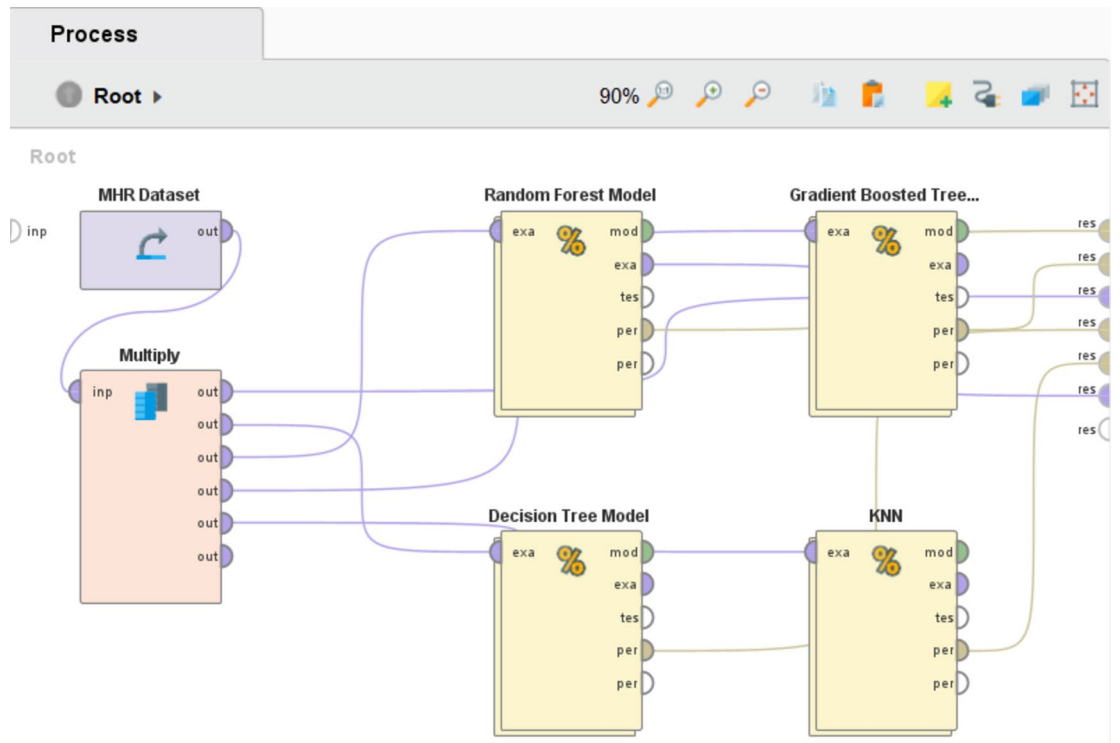 Process
Root
90%
Root
MHR Dataset
inp
out
Multiply
inp
out
out
out
out
out
out
Random Forest Model
exa
mod
exa
tes
per
per
Gradient Boosted Tree...
exa
mod
exa
tes
per
per
Decision Tree Model
exa
mod
exa
tes
per
per
KNN
exa
mod
exa
tes
per
per
res
res
res
res
res
res
res